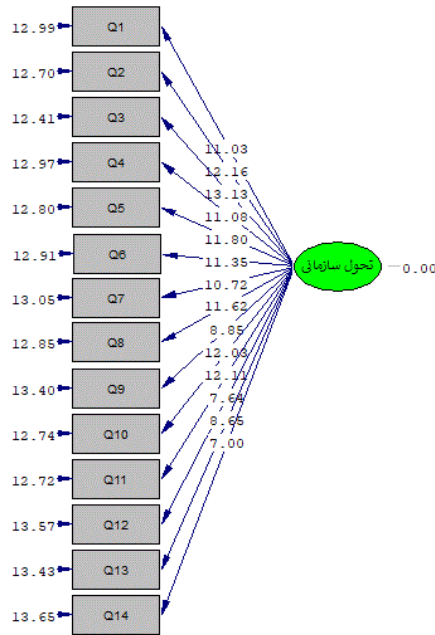 12.99 Q1
12.70 Q2
12.41 Q3
12.97 Q4
12.80 Q5
12.91 Q6
13.05 Q7
12.85 Q8
13.40 Q9
12.74 Q10
12.72 Q11
13.57 Q12
13.43 Q13
13.65 Q14
11.03
12.16
13.13
11.08
11.80
11.35
10.72
11.62
8.85
12.03
12.11
7.64
8.65
7.00
تحول سازمانی
0.00